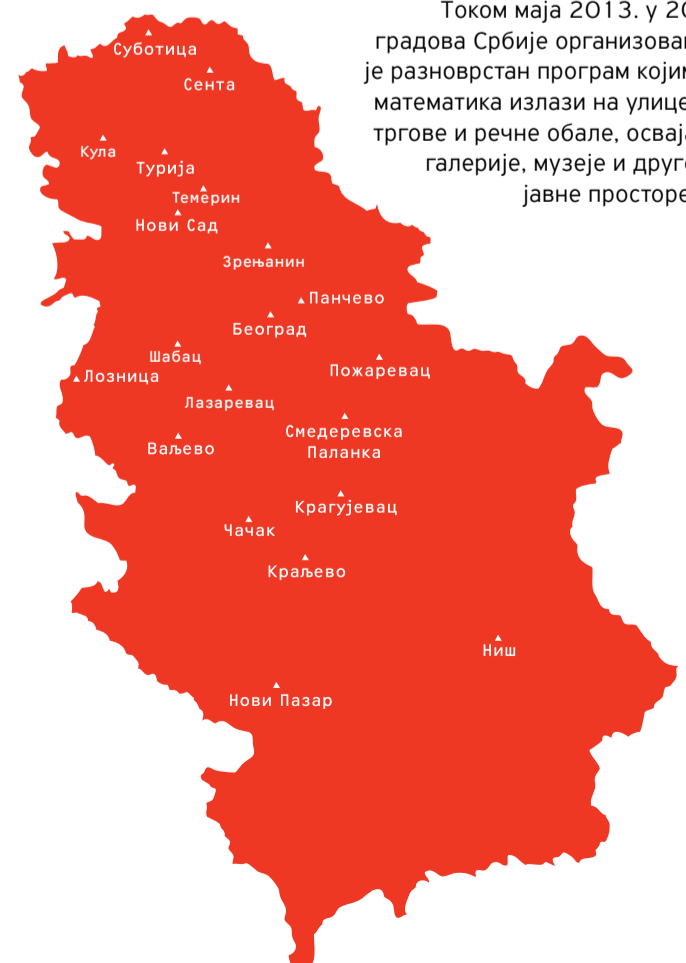 Током маја 2013. у 20
градова Србије организован
је разноврстан програм којим
математика излази на улице,
тргове и речне обале, осваја
галерије, музеје и друге
јавне просторе
Суботица
Сента
Кула
Турија
Темерин
Нови Сад
Зрењанин
Панчево
Београд
Шабац
Лозница
Пожаревац
Лазаревац
Смедеревска
Паланка
Ваљево
Крагујевац
Чачак
Краљево
Ниш
Нови Пазар